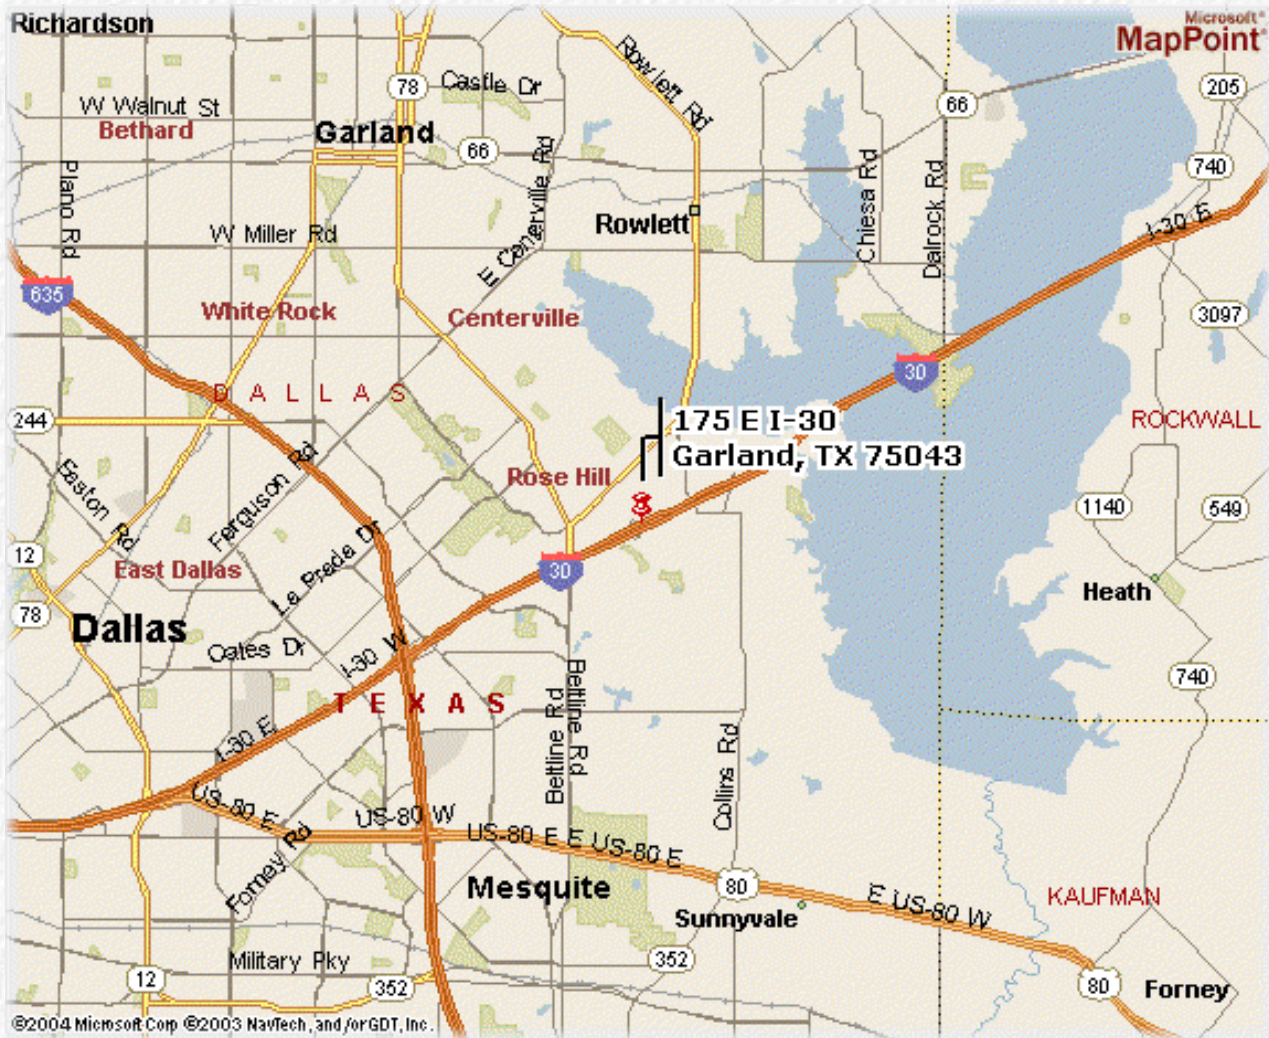 Richardson
Microsoft®
MapPoint®
78
Castle Dr
Rowlett Rd
205
W Walnut St
66
Bethard
Garland
66
740
Plano Rd
E Cenerville Rd
Chiesa Rd
Dalrock Rd
Rowlett
I-30 E
W Miller Rd
635
White Rock
Centerville
3097
30
DALLAS
244
175 E I-30
Garland, TX 75043
ROCKWALL
Easton Rd
Ferguson Rd
Rose Hill
1140
549
La Prada Dr
12
East Dallas
30
Heath
78
Dallas
Oates Dr
I-30 W
740
TEXAS
Beltline Rd
Beltline Rd
I-30 E
Collins Rd
US-80 E
US-80 W
US-80 E
E US-80 E
Forney Rd
Mesquite
80
E US-80 W
KAUFMAN
Sunnyvale
Military Pky
352
12
352
80
Forney
©2004 Microsoft Corp ©2003 NavTech, and/or GDT, Inc.